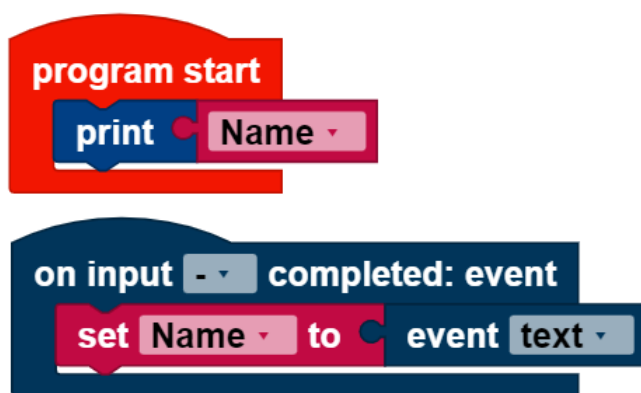 program start
print Name
on input - completed: event
set Name to event text